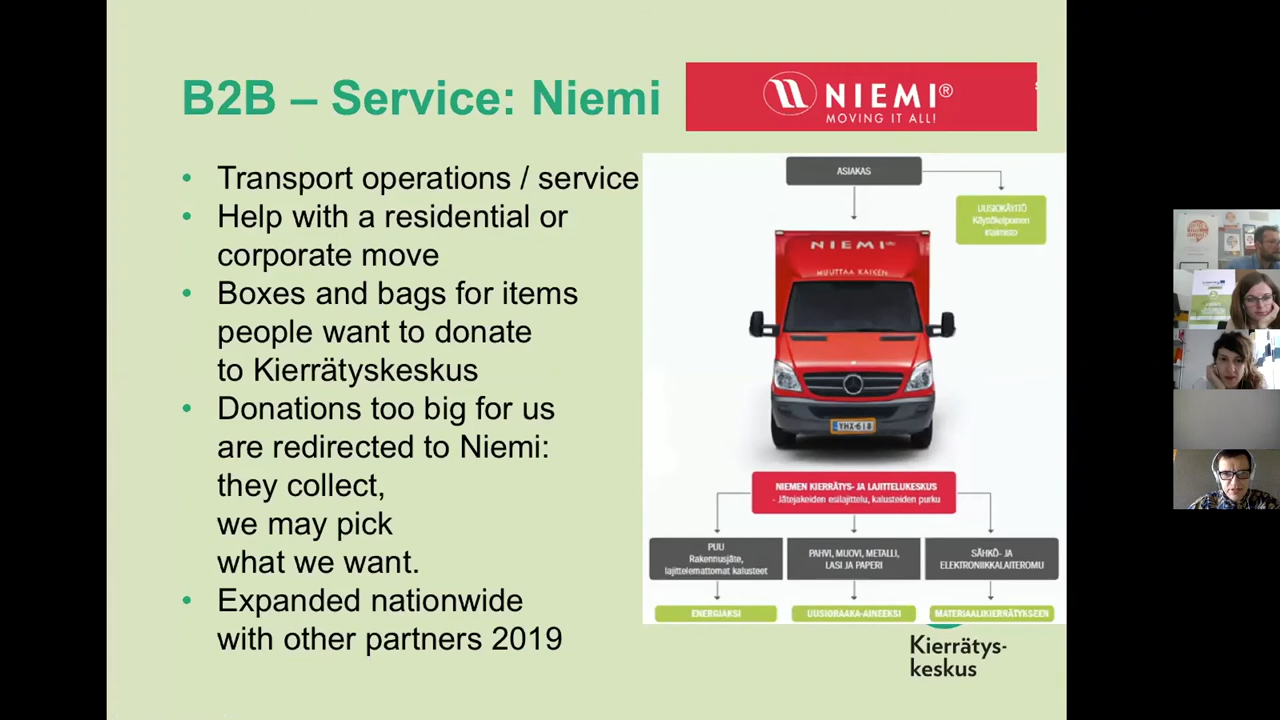 B2B – Service: Niemi
NIEMI®
MOVING IT ALL!
• Transport operations / service
• Help with a residential or
corporate move
• Boxes and bags for items
people want to donate
to Kierrätyskeskus
• Donations too big for us
are redirected to Niemi:
they collect,
we may pick
what we want.
• Expanded nationwide
with other partners 2019
ASIAKAS
UUSIOKÄYTTÖ
Käyttökelpoinen
irtaimisto
NIEMI
MUUTTAA KAIKEN
YHX-618
NIEMEN KIERRÄTYS- JA LAJITTELUKESKUS
- Jätejakeiden esilajittelu, kalusteiden purku
PUU
Rakennusjäte,
lajittelemattomat kalusteet
PAHVI, MUOVI, METALLI,
LASI JA PAPERI
SÄHKÖ- JA
ELEKTRONIIKKALAITEROMU
ENERGIAKSI
UUSIORAAKA-AINEEKSI
MATERIAALIKIERRÄTYKSEEN
Kierrätys-
keskus